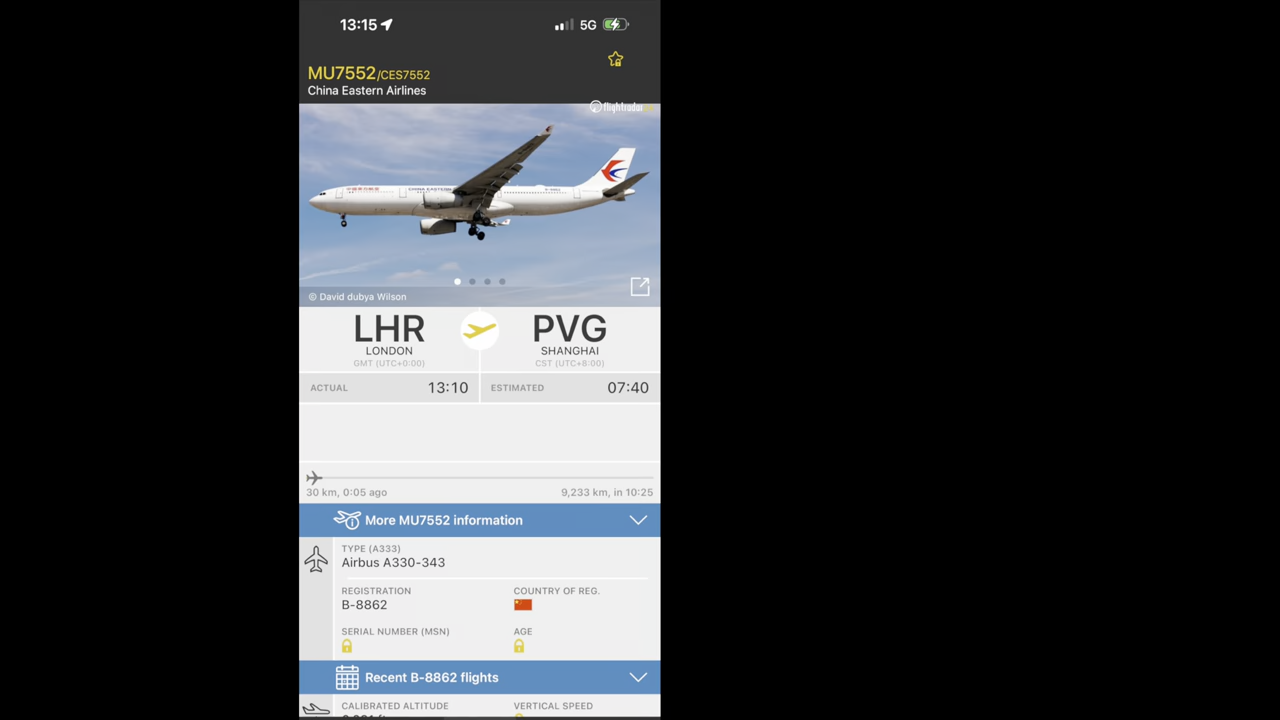 13:15
5G
MU7552/CES7552
China Eastern Airlines
flightradar
CHINA EASTERN
© David dubya Wilson
LHR
LONDON
GMT (UTC+0:00)
PVG
SHANGHAI
CST (UTC+8:00)
ACTUAL 13:10
ESTIMATED 07:40
30 km, 0:05 ago
9,233 km, in 10:25
More MU7552 information
TYPE (A333)
Airbus A330-343
REGISTRATION
B-8862
COUNTRY OF REG.
SERIAL NUMBER (MSN)
AGE
Recent B-8862 flights
CALIBRATED ALTITUDE
VERTICAL SPEED